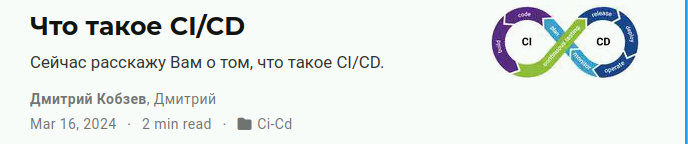 Что такое CI/CD
Сейчас расскажу Вам о том, что такое CI/CD.
Дмитрий Кобзев, Дмитрий
Mar 16, 2024 · 2 min read · Ci-Cd
code
build
plan
continuous testing
CI
release
deploy
operate
monitor
CD